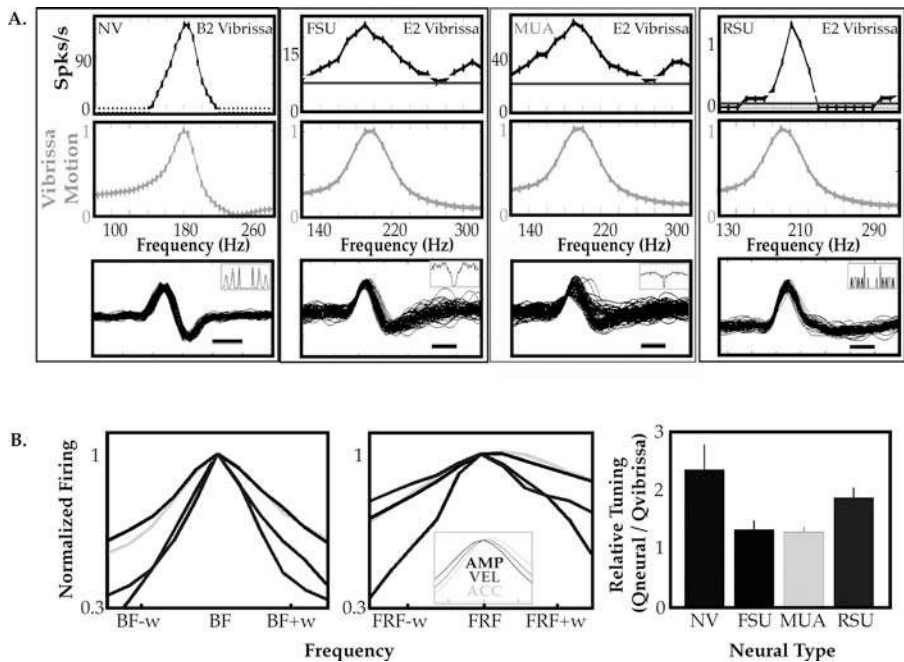 A.
NV B2 Vibrissa
FSU E2 Vibrissa
MUA E2 Vibrissa
RSU E2 Vibrissa
Spks/s
90
0
15
0
40
0
1
0
Vibrissa
Motion
1
0
1
0
1
0
1
0
100 180 260
140 220 300
140 220 300
130 210 290
Frequency (Hz)
Frequency (Hz)
Frequency (Hz)
Frequency (Hz)
B.
Normalized Firing
1
0.3
BF-w BF BF+w
1
0.3
AMP
VEL
ACC
FRF-w FRF FRF+w
Frequency
Relative Tuning
(Qneural / Qvibrissa)
3
2
1
0
NV FSU MUA RSU
Neural Type